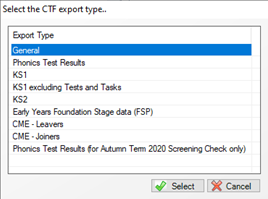 Select the CTF export type..
Export Type
General
Phonics Test Results
KS1
KS1 excluding Tests and Tasks
KS2
Early Years Foundation Stage data (FSP)
CME - Leavers
CME - Joiners
Phonics Test Results (for Autumn Term 2020 Screening Check only)
Select
Cancel